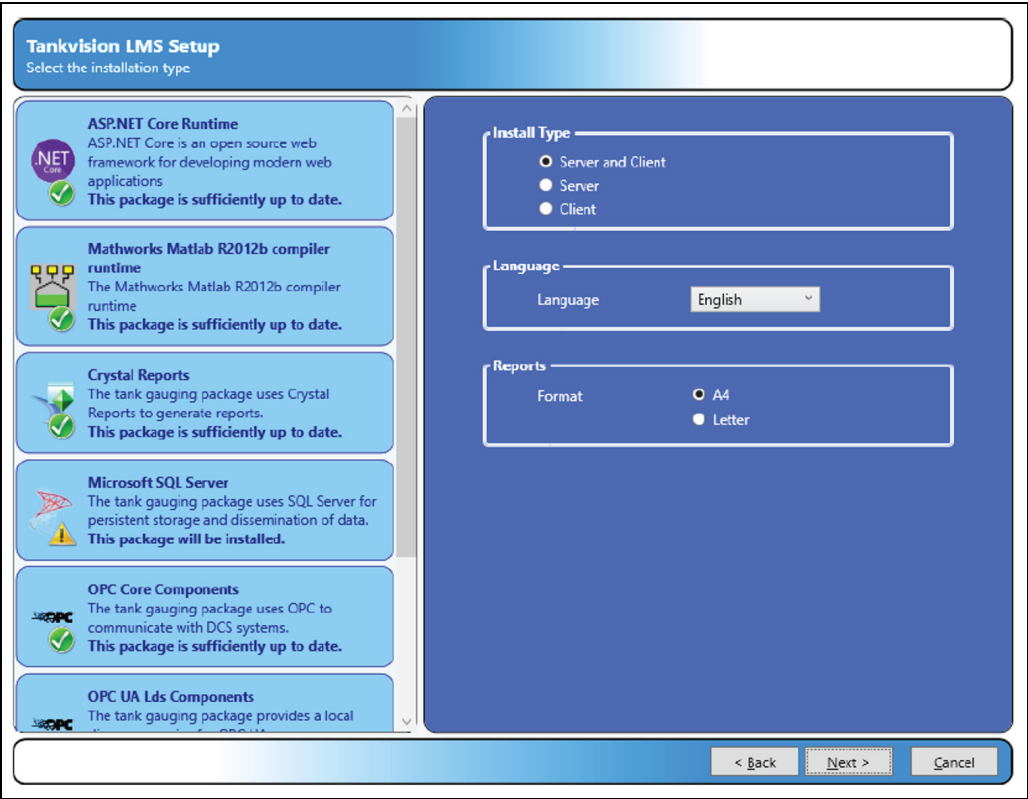 Tankvision LMS Setup
Select the installation type
ASP.NET Core Runtime
ASP.NET Core is an open source web
framework for developing modern web
applications
This package is sufficiently up to date.
.NET
Core
Mathworks Matlab R2012b compiler
runtime
The Mathworks Matlab R2012b compiler
runtime
This package is sufficiently up to date.
Crystal Reports
The tank gauging package uses Crystal
Reports to generate reports.
This package is sufficiently up to date.
Microsoft SQL Server
The tank gauging package uses SQL Server for
persistent storage and dissemination of data.
This package will be installed.
OPC Core Components
The tank gauging package uses OPC to
communicate with DCS systems.
This package is sufficiently up to date.
OPC
OPC UA Lds Components
The tank gauging package provides a local
OPC
Install Type
Server and Client
Server
Client
Language
Language
English
Reports
Format
A4
Letter
< Back
Next >
Cancel